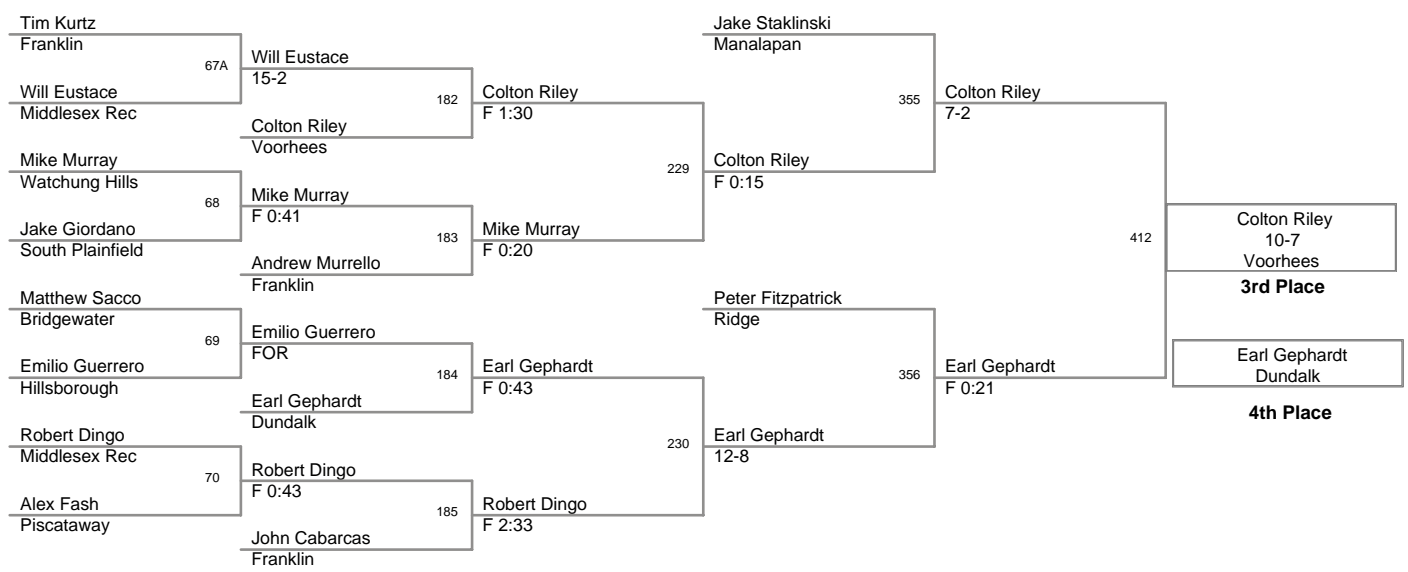 Tim Kurtz
Franklin
67A
Will Eustace
Middlesex Rec
Mike Murray
Watchung Hills
68
Jake Giordano
South Plainfield
Matthew Sacco
Bridgewater
69
Emilio Guerrero
Hillsborough
Robert Dingo
Middlesex Rec
70
Alex Fash
Piscataway
Will Eustace
15-2
182
Colton Riley
Voorhees
Mike Murray
F 0:41
183
Andrew Murrello
Franklin
Emilio Guerrero
FOR
184
Earl Gephardt
Dundalk
Robert Dingo
F 0:43
185
John Cabarcas
Franklin
Colton Riley
F 1:30
229
Mike Murray
F 0:20
Earl Gephardt
F 0:43
230
Robert Dingo
F 2:33
Jake Staklinski
Manalapan
355
Colton Riley
F 0:15
Peter Fitzpatrick
Ridge
356
Earl Gephardt
12-8
Colton Riley
7-2
412
Earl Gephardt
F 0:21
Colton Riley
10-7
Voorhees
3rd Place
Earl Gephardt
Dundalk
4th Place